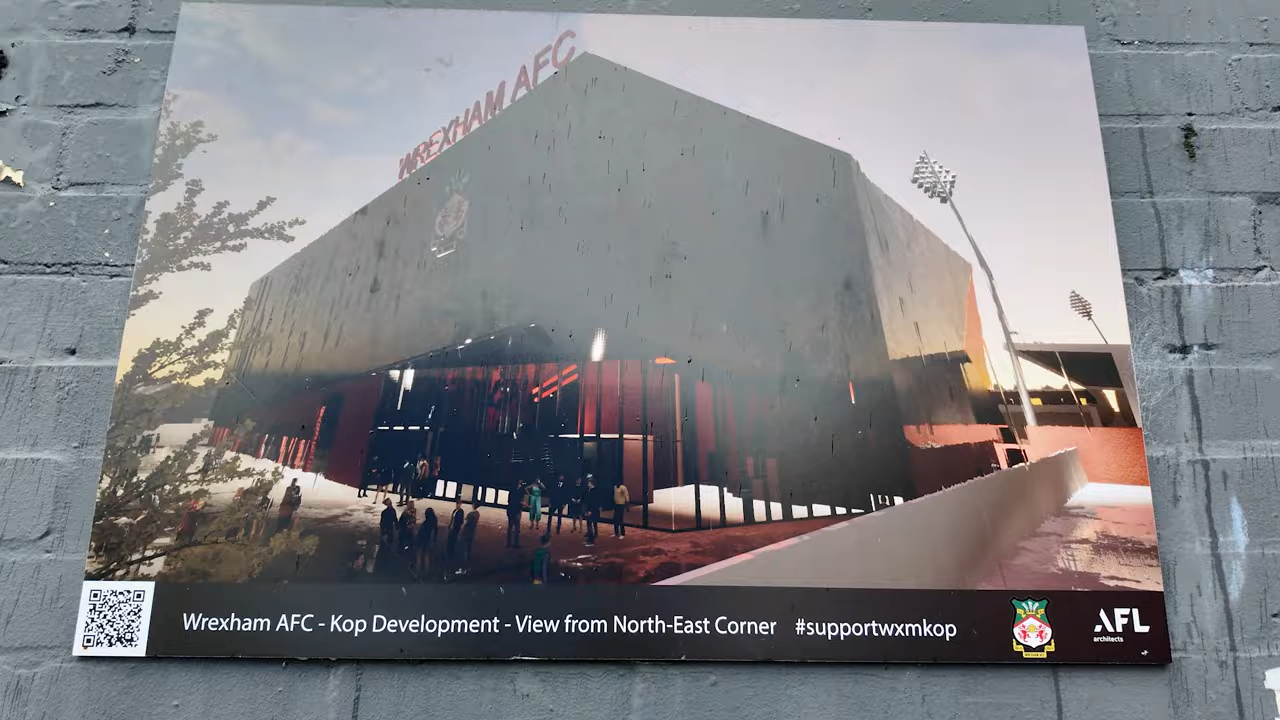 WREXHAM AFC
Wrexham AFC - Kop Development - View from North-East Corner #supportwxmkop
AFL
architects